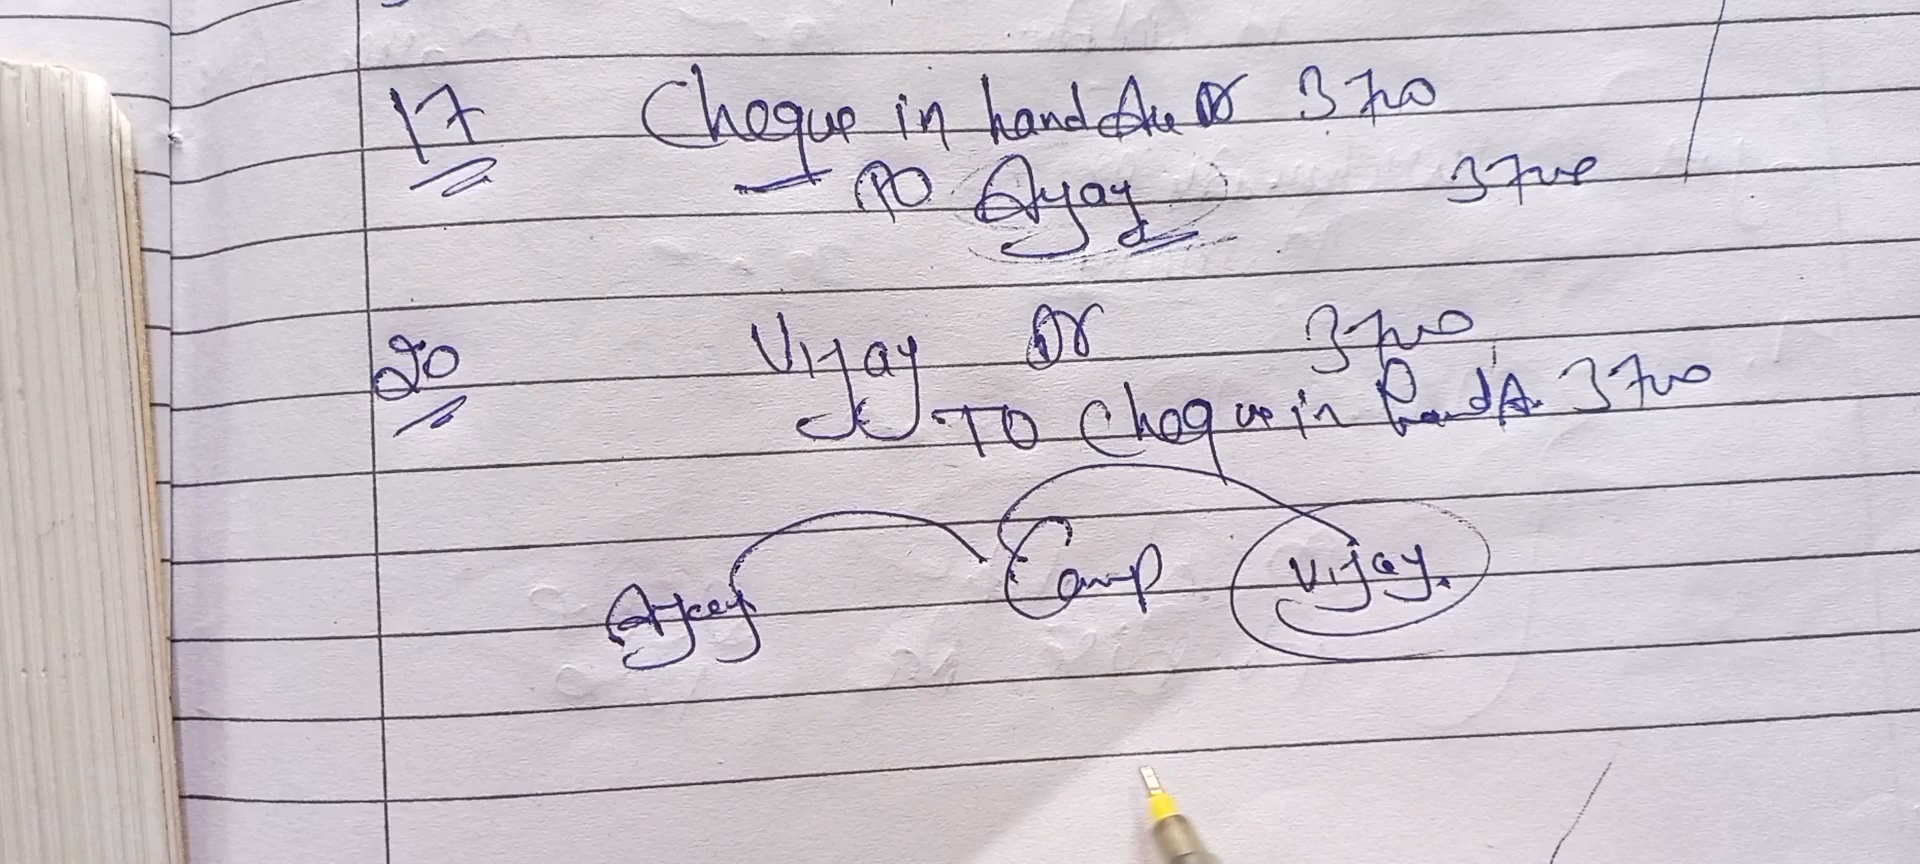 17 Cheque in hand A/c Dr 3700
TO Ajay 3700
20 Vijay Dr 3700
TO Cheque in hand A/c 3700
Ajay Comp Vijay.